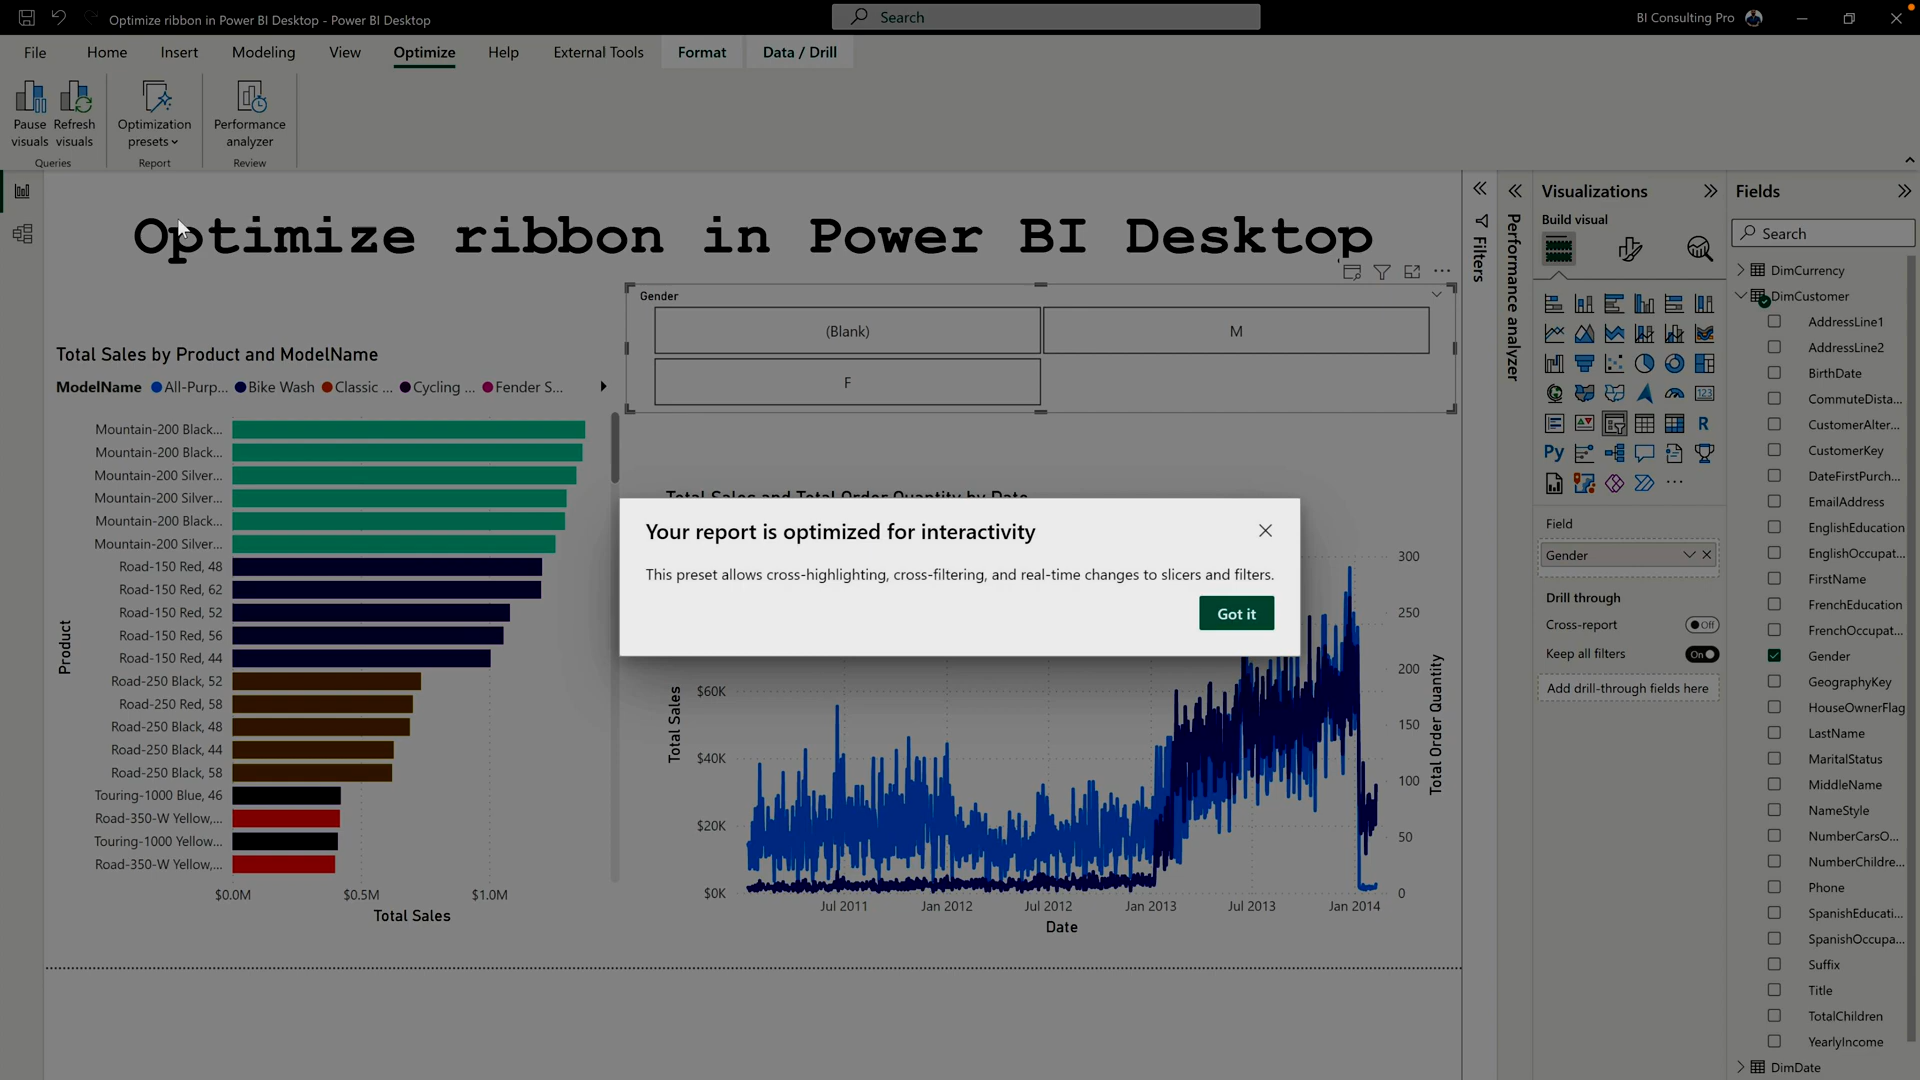 Optimize ribbon in Power BI Desktop - Power BI Desktop
Search
BI Consulting Pro
File
Home
Insert
Modeling
View
Optimize
Help
External Tools
Format
Data / Drill
Pause visuals
Refresh visuals
Optimization presets
Performance analyzer
Queries
Report
Review
Optimize ribbon in Power BI Desktop
Gender
(Blank)
M
F
Total Sales by Product and ModelName
ModelName
All-Purp...
Bike Wash
Classic ...
Cycling ...
Fender S...
Product
Mountain-200 Black...
Mountain-200 Black...
Mountain-200 Silver...
Mountain-200 Silver...
Mountain-200 Black...
Mountain-200 Silver...
Road-150 Red, 48
Road-150 Red, 62
Road-150 Red, 52
Road-150 Red, 56
Road-150 Red, 44
Road-250 Black, 52
Road-250 Red, 58
Road-250 Black, 48
Road-250 Black, 44
Road-250 Black, 58
Touring-1000 Blue, 46
Road-350-W Yellow,...
Touring-1000 Yellow...
Road-350-W Yellow,...
$0.0M
$0.5M
$1.0M
Total Sales
Total Sales and Total Order Quantity by Date
Your report is optimized for interactivity
This preset allows cross-highlighting, cross-filtering, and real-time changes to slicers and filters.
Got it
Total Sales
$60K
$40K
$20K
$0K
300
250
200
150
100
50
0
Total Order Quantity
Jul 2011
Jan 2012
Jul 2012
Jan 2013
Jul 2013
Jan 2014
Date
Filters
Performance analyzer
Visualizations
Build visual
R
Py
123
Field
Gender
Drill through
Cross-report
Off
Keep all filters
On
Add drill-through fields here
Fields
Search
DimCurrency
DimCustomer
AddressLine1
AddressLine2
BirthDate
CommuteDista...
CustomerAlter...
CustomerKey
DateFirstPurch...
EmailAddress
EnglishEducation
EnglishOccupat...
FirstName
FrenchEducation
FrenchOccupat...
Gender
GeographyKey
HouseOwnerFlag
LastName
MaritalStatus
MiddleName
NameStyle
NumberCarsO...
NumberChildre...
Phone
SpanishEducati...
SpanishOccupa...
Suffix
Title
TotalChildren
YearlyIncome
DimDate